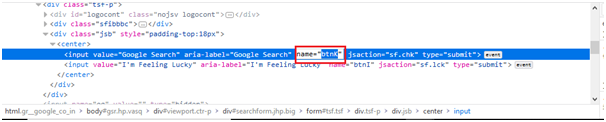 ▼ <div class="tsf-p">
▶ <div id="logocont" class="nojsv logocont">…</div>
▶ <div class="sfibbbc">…</div>
▼ <div class="jsb" style="padding-top:18px">
▼ <center>
<input value="Google Search" aria-label="Google Search" name="btnK" jsaction="sf.chk" type="submit"> event
<input value="I'm Feeling Lucky" aria-label="I'm Feeling Lucky" name="btnI" jsaction="sf.lck" type="submit"> event
</center>
</div>
</div>
html.gr__google_co_in > body#gsr.hp.vasq > div#viewport.ctr-p > div#searchform.jhp.big > form#tsf.tsf > div.tsf-p > div.jsb > center > input